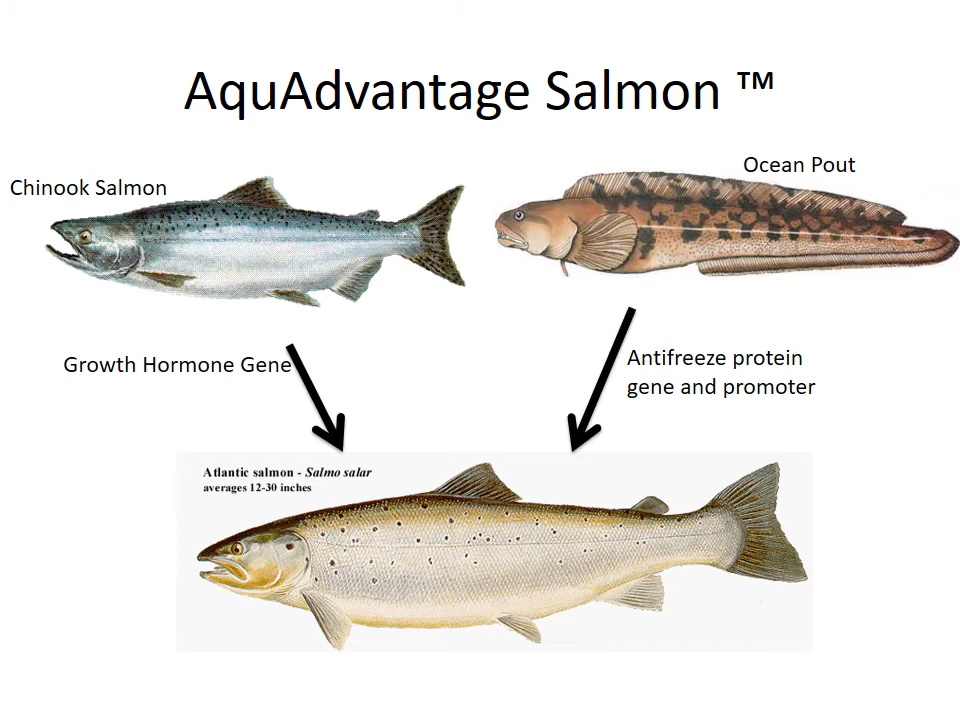 AquAdvantage Salmon ™
Chinook Salmon
Ocean Pout
Growth Hormone Gene
Antifreeze protein
gene and promoter
Atlantic salmon - Salmo salar
averages 12-30 inches